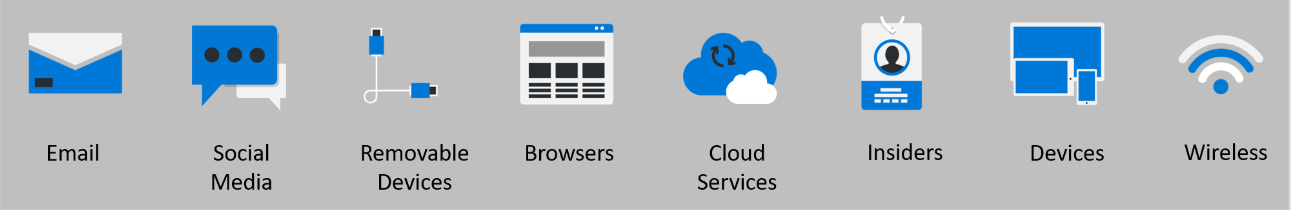 Email
Social
Media
Removable
Devices
Browsers
Cloud
Services
Insiders
Devices
Wireless